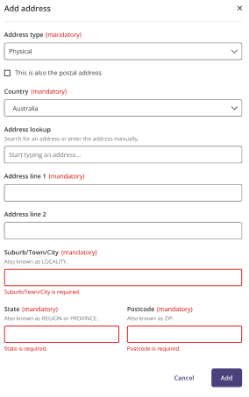 Add address
Address type (mandatory)
Physical
This is also the postal address
Country (mandatory)
Australia
Address lookup
Search for an address or enter the address manually.
Start typing an address...
Address line 1 (mandatory)
Address line 2
Suburb/Town/City (mandatory)
Also known as LOCALITY.
Suburb/Town/City is required.
State (mandatory) Postcode (mandatory)
Also known as REGION or PROVINCE. Also known as ZIP.
State is required. Postcode is required.
Cancel Add